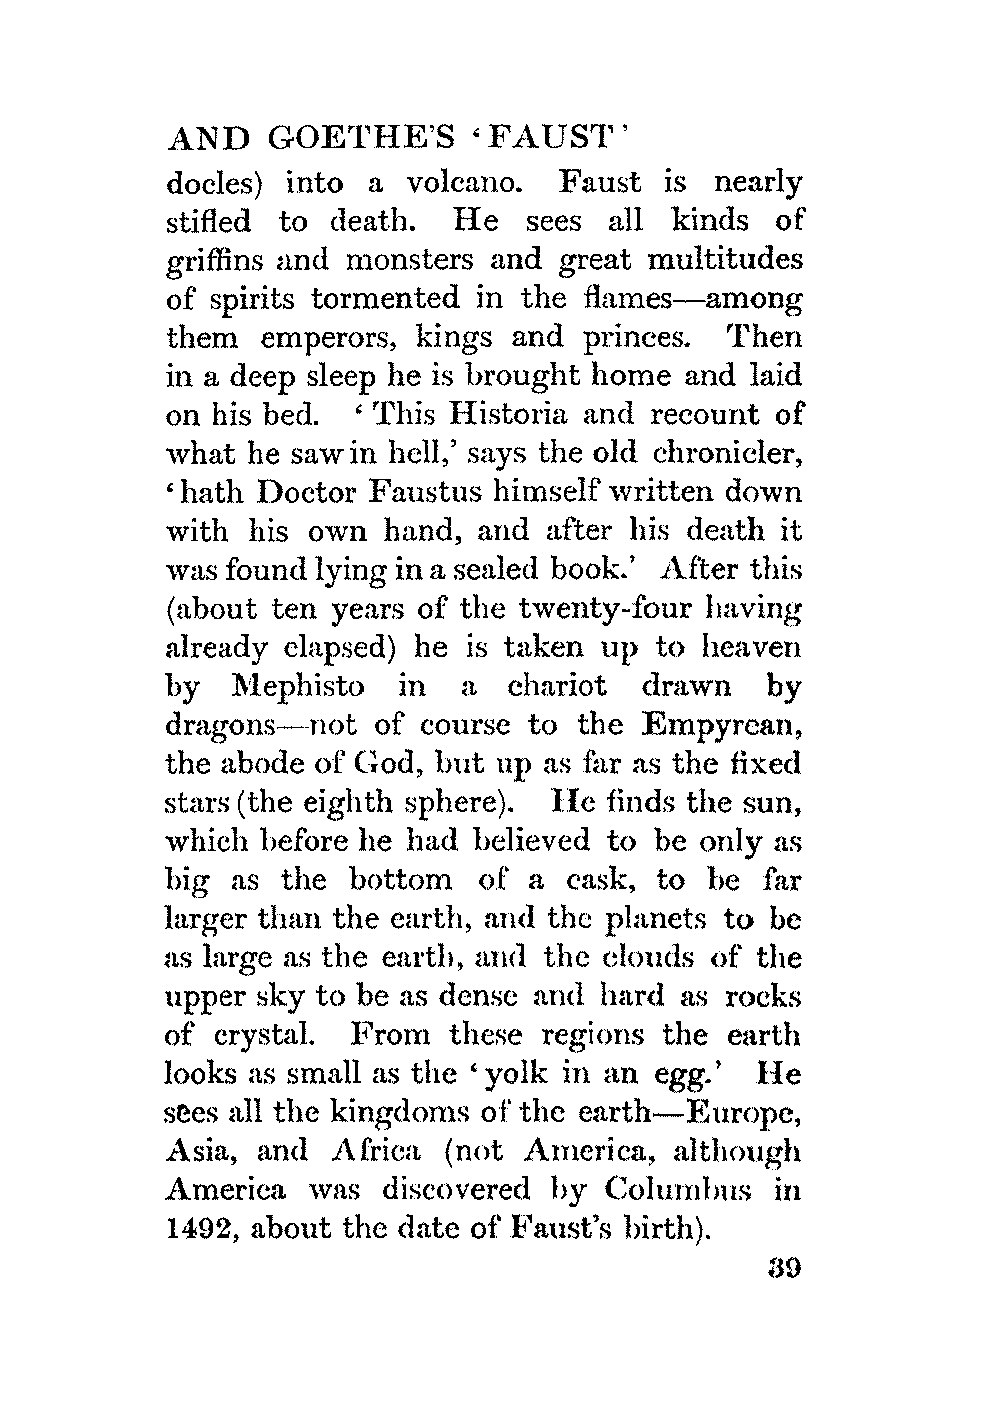 AND GOETHE'S ‘FAUST’
docles) into a volcano. Faust is nearly
stifled to death. He sees all kinds of
griffins and monsters and great multitudes
of spirits tormented in the flames—among
them emperors, kings and princes. Then
in a deep sleep he is brought home and laid
on his bed. ‘This Historia and recount of
what he saw in hell,’ says the old chronicler,
‘hath Doctor Faustus himself written down
with his own hand, and after his death it
was found lying in a sealed book.’ After this
(about ten years of the twenty-four having
already elapsed) he is taken up to heaven
by Mephisto in a chariot drawn by
dragons—not of course to the Empyrean,
the abode of God, but up as far as the fixed
stars (the eighth sphere). He finds the sun,
which before he had believed to be only as
big as the bottom of a cask, to be far
larger than the earth, and the planets to be
as large as the earth, and the clouds of the
upper sky to be as dense and hard as rocks
of crystal. From these regions the earth
looks as small as the ‘yolk in an egg.’ He
sees all the kingdoms of the earth—Europe,
Asia, and Africa (not America, although
America was discovered by Columbus in
1492, about the date of Faust's birth).
39